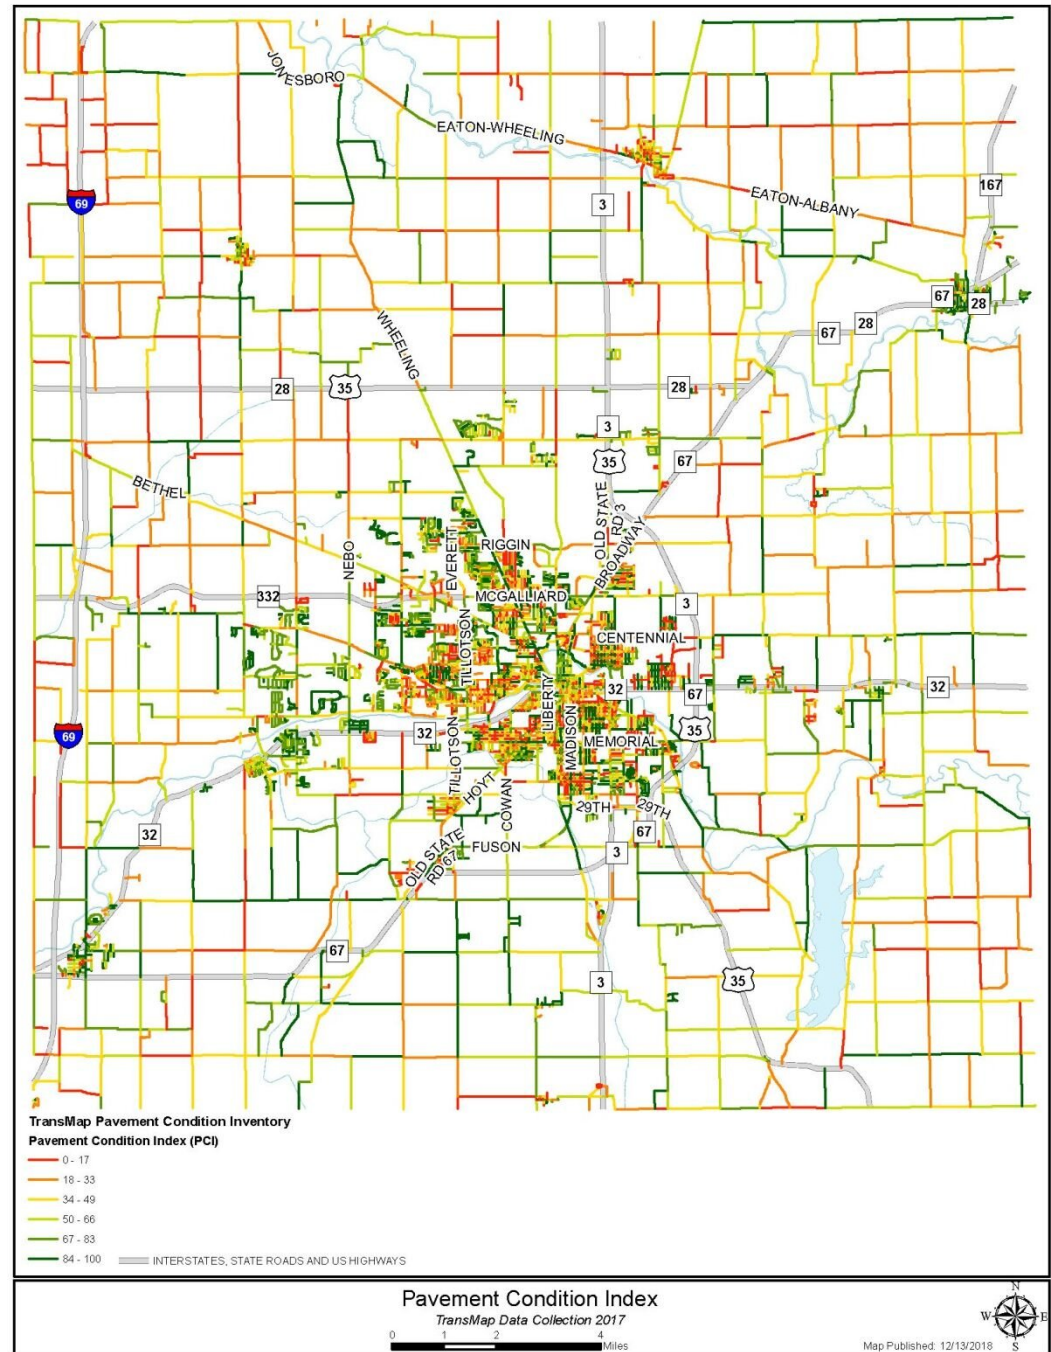 JONESBORO
EATON-WHEELING
167
EATON-ALBANY
69
3
67
28
28
67
WHEELING
28
35
28
3
35
67
BETHEL
OLD STATE
RD 3
BROADWAY
RIGGIN
EVERETT
NEBO
332
MCGALLIARD
3
CENTENNIAL
TILLOTSON
32
67
32
LIBERTY
35
69
32
MADISON
MEMORIAL
TILLOTSON
HOYT
COWAN
29TH
29TH
67
32
FUSON
3
OLD STATE
RD 67
67
3
35
TransMap Pavement Condition Inventory
Pavement Condition Index (PCI)
0 - 17
18 - 33
34 - 49
50 - 66
67 - 83
84 - 100
INTERSTATES, STATE ROADS AND US HIGHWAYS
Pavement Condition Index
TransMap Data Collection 2017
0 1 2 4
Miles
N
W E
S
Map Published: 12/13/2018